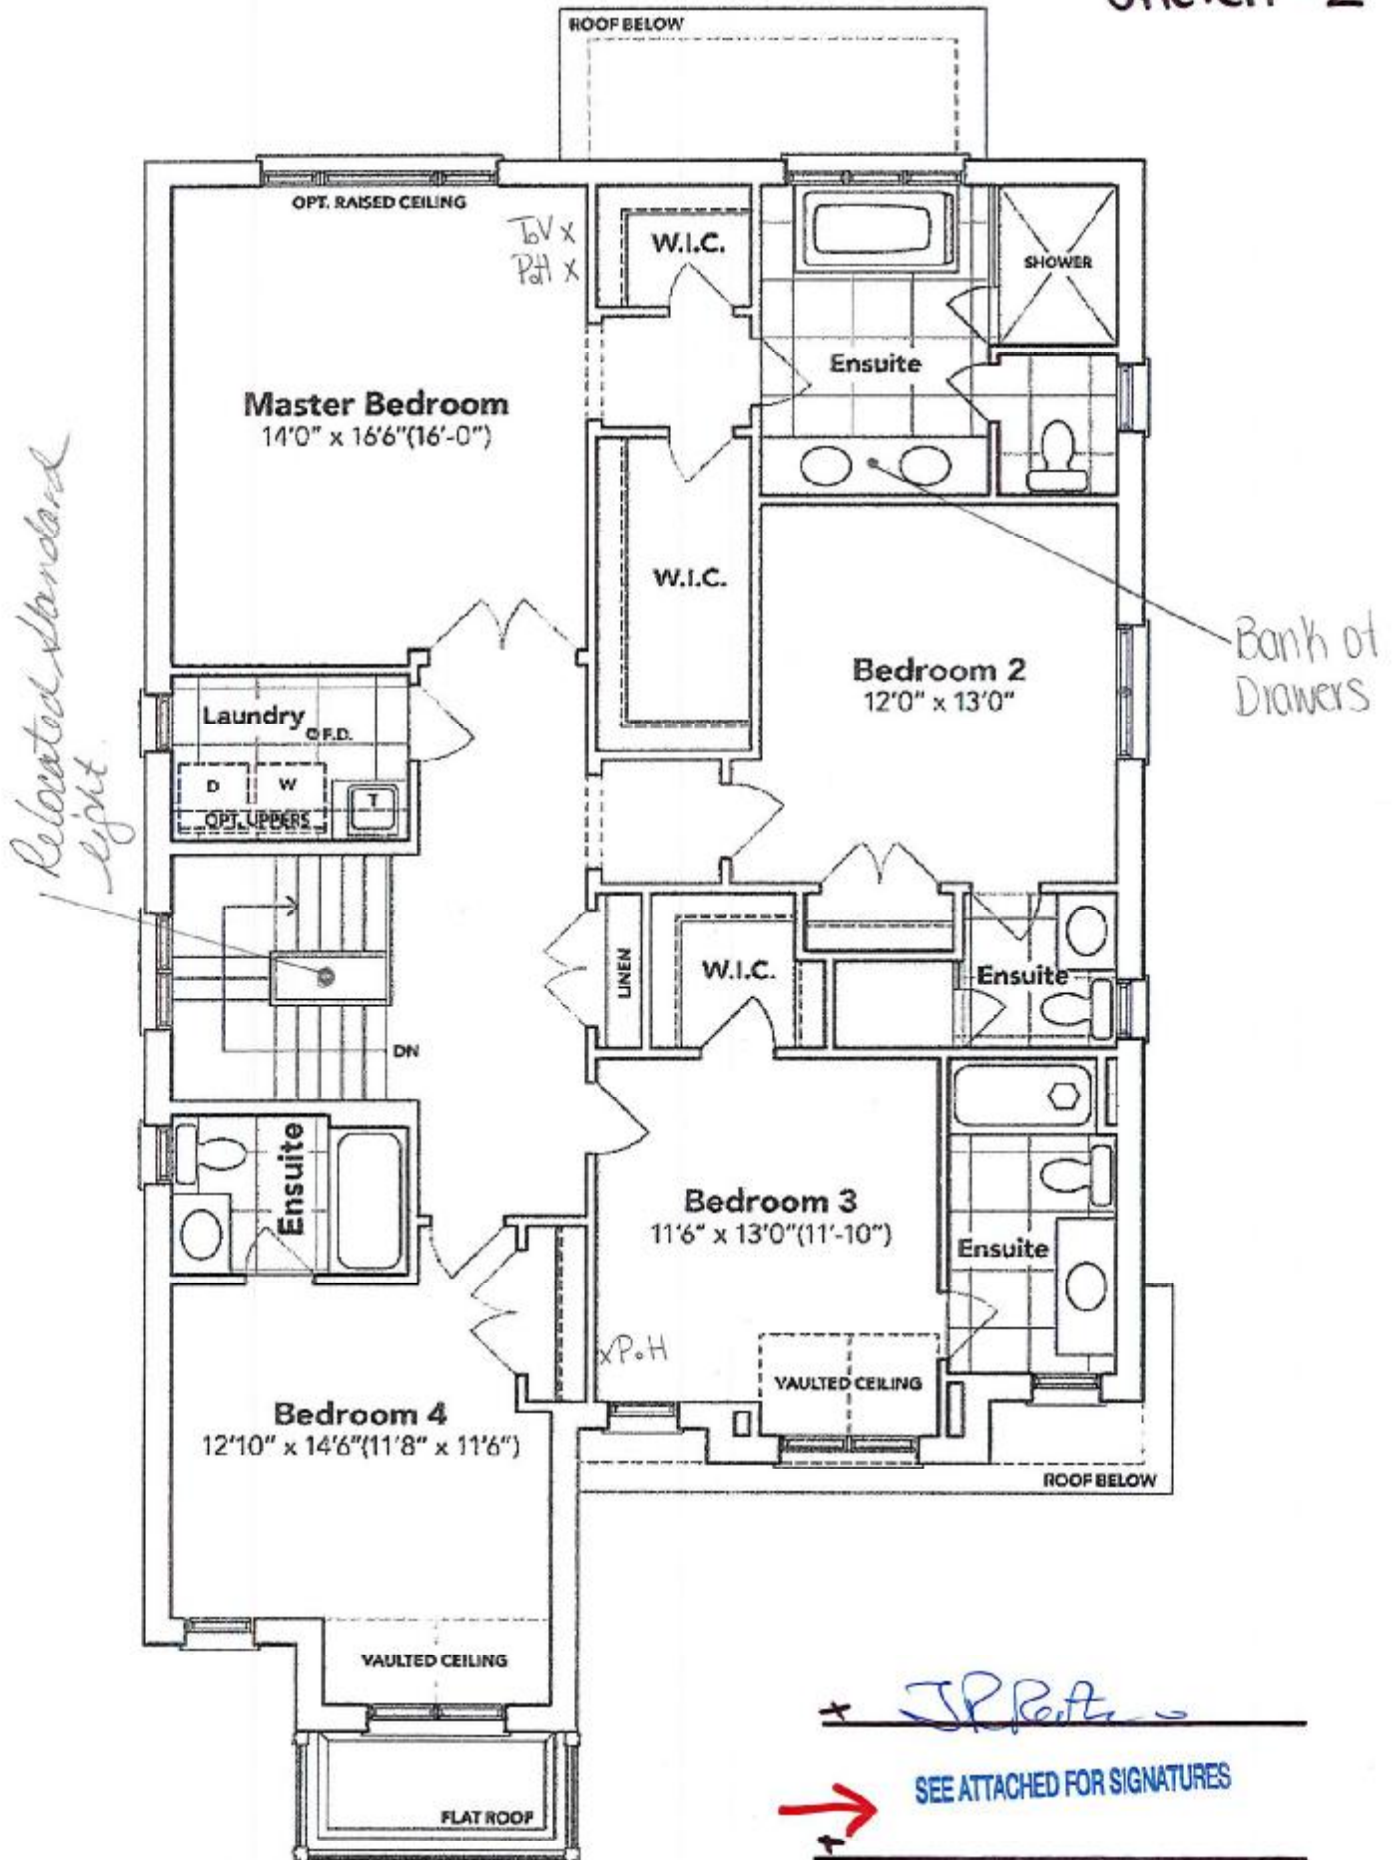 ROOF BELOW
OPT. RAISED CEILING
ToV x
PoH x
W.I.C.
SHOWER
Ensuite
Master Bedroom
14'0" x 16'6"(16'-0")
Relocated standard
light.
W.I.C.
Bedroom 2
12'0" x 13'0"
Bank of
Drawers
Laundry
O F.D.
D
W
T
OPT. UPPERS
LINEN
W.I.C.
Ensuite
DN
Ensuite
Bedroom 3
11'6" x 13'0"(11'-10")
Ensuite
xP.oH
VAULTED CEILING
Bedroom 4
12'10" x 14'6"(11'8" x 11'6")
ROOF BELOW
VAULTED CEILING
x
SEE ATTACHED FOR SIGNATURES
FLAT ROOF
x